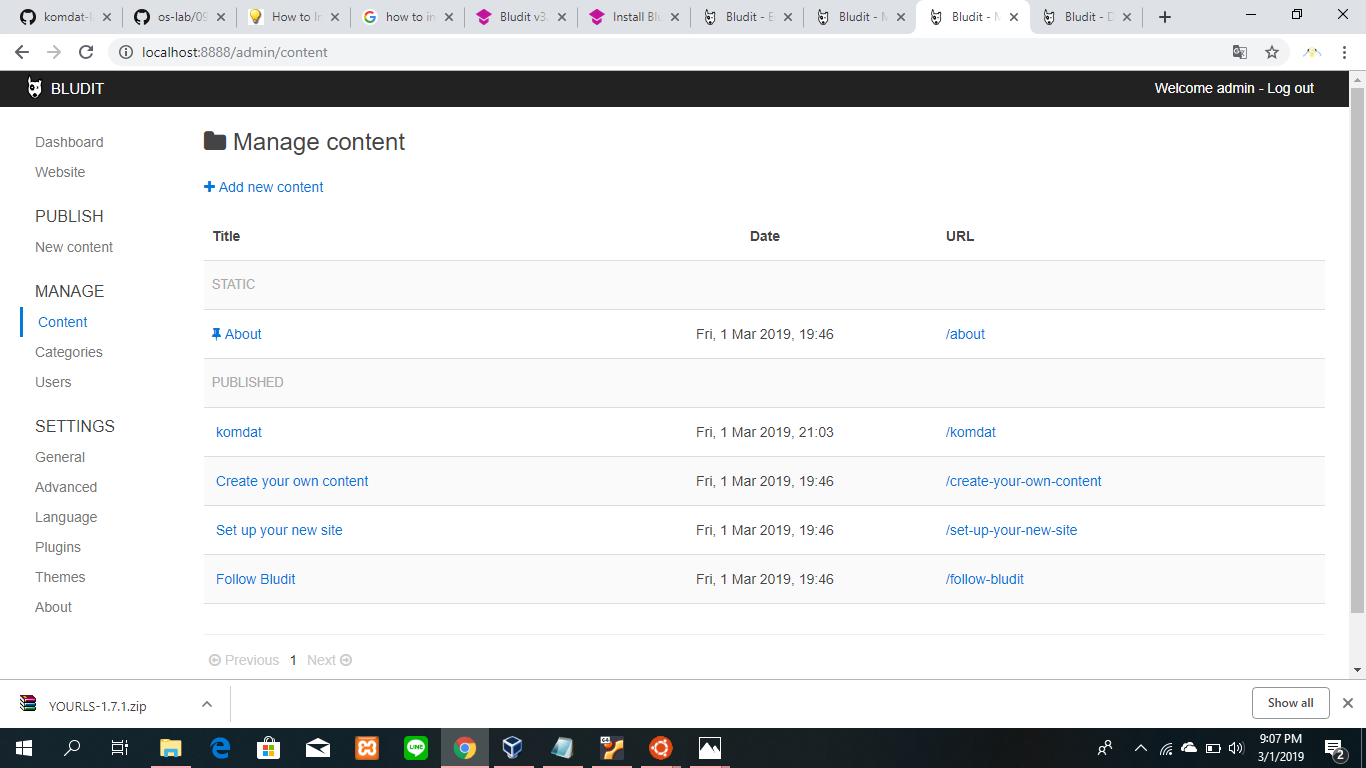 komdat-l
os-lab/09
How to In
how to in
Bludit v3.
Install Blu
Bludit - E
Bludit - M
Bludit - M
Bludit - D
localhost:8888/admin/content
BLUDIT
Welcome admin - Log out
Dashboard
Website
PUBLISH
New content
MANAGE
Content
Categories
Users
SETTINGS
General
Advanced
Language
Plugins
Themes
About
Manage content
Add new content
Title Date URL
STATIC
About Fri, 1 Mar 2019, 19:46 /about
PUBLISHED
komdat Fri, 1 Mar 2019, 21:03 /komdat
Create your own content Fri, 1 Mar 2019, 19:46 /create-your-own-content
Set up your new site Fri, 1 Mar 2019, 19:46 /set-up-your-new-site
Follow Bludit Fri, 1 Mar 2019, 19:46 /follow-bludit
Previous 1 Next
YOURLS-1.7.1.zip
Show all
LINE
64
9:07 PM
3/1/2019
2